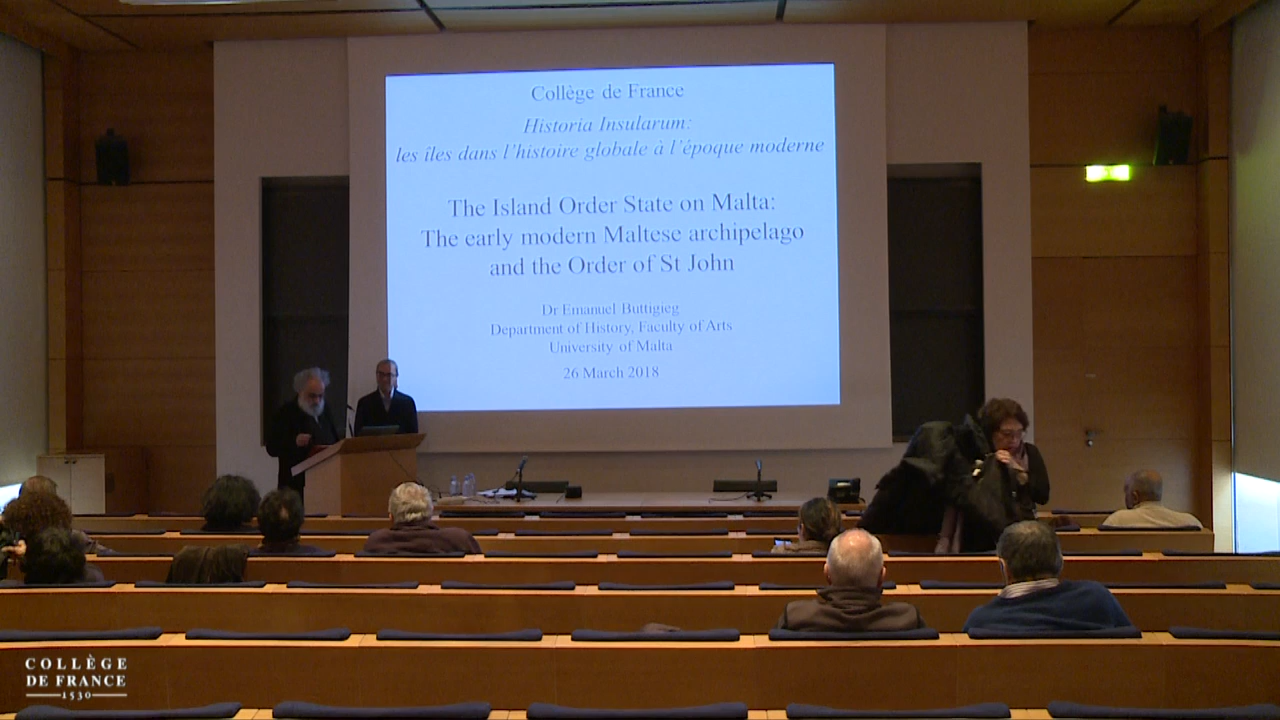 Collège de France
Historia Insularum:
les îles dans l'histoire globale à l'époque moderne
The Island Order State on Malta:
The early modern Maltese archipelago
and the Order of St John
Dr Emanuel Buttigieg
Department of History, Faculty of Arts
University of Malta
26 March 2018
COLLÈGE
DE FRANCE
1530